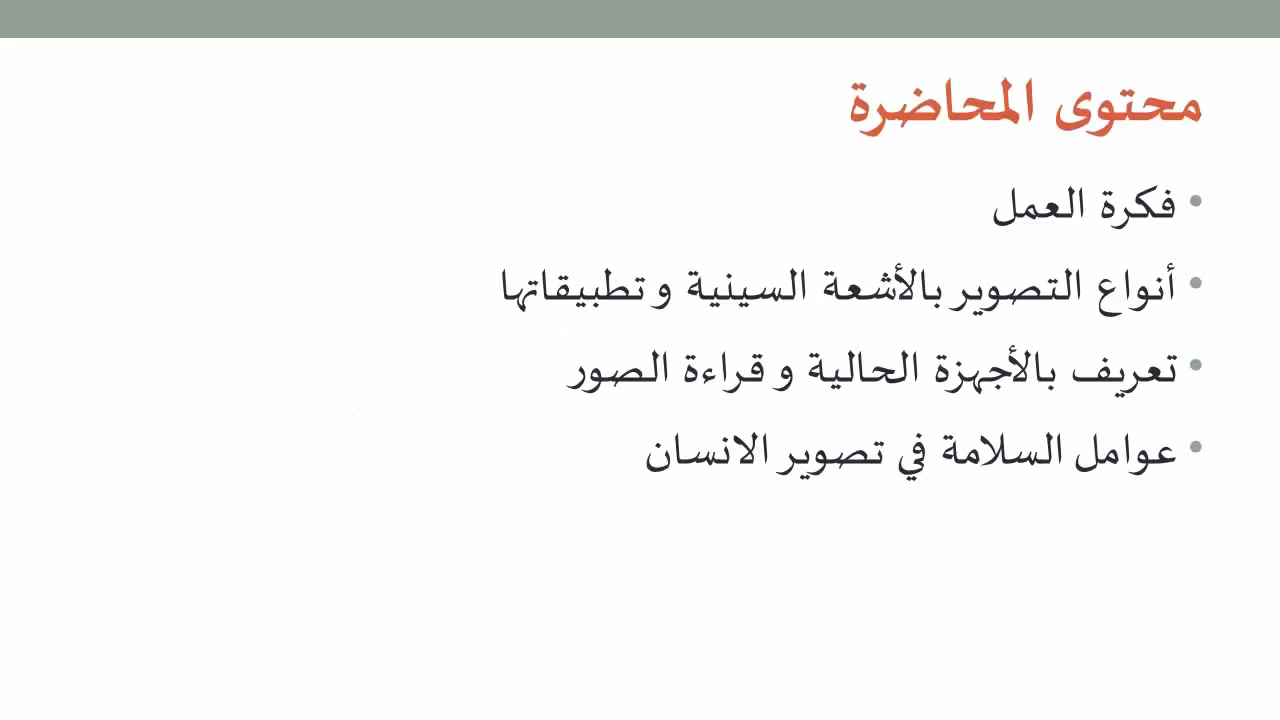 محتوى المحاضرة
• فكرة العمل
• أنواع التصوير بالأشعة السينية و تطبيقاتها
• تعريف بالأجهزة الحالية و قراءة الصور
• عوامل السلامة في تصوير الانسان